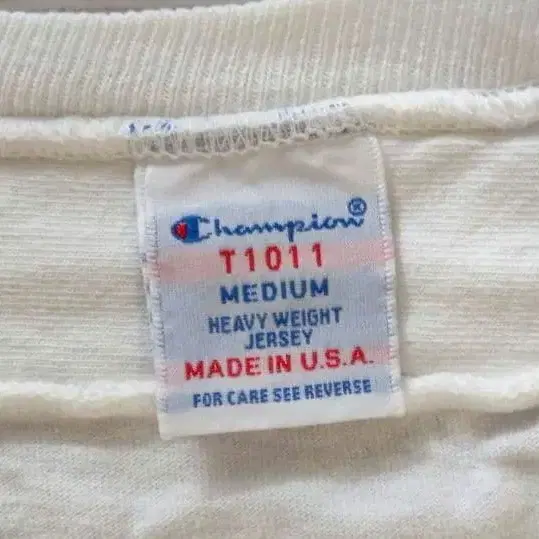 Champion®
T1011
MEDIUM
HEAVY WEIGHT
JERSEY
MADE IN U.S.A.
FOR CARE SEE REVERSE